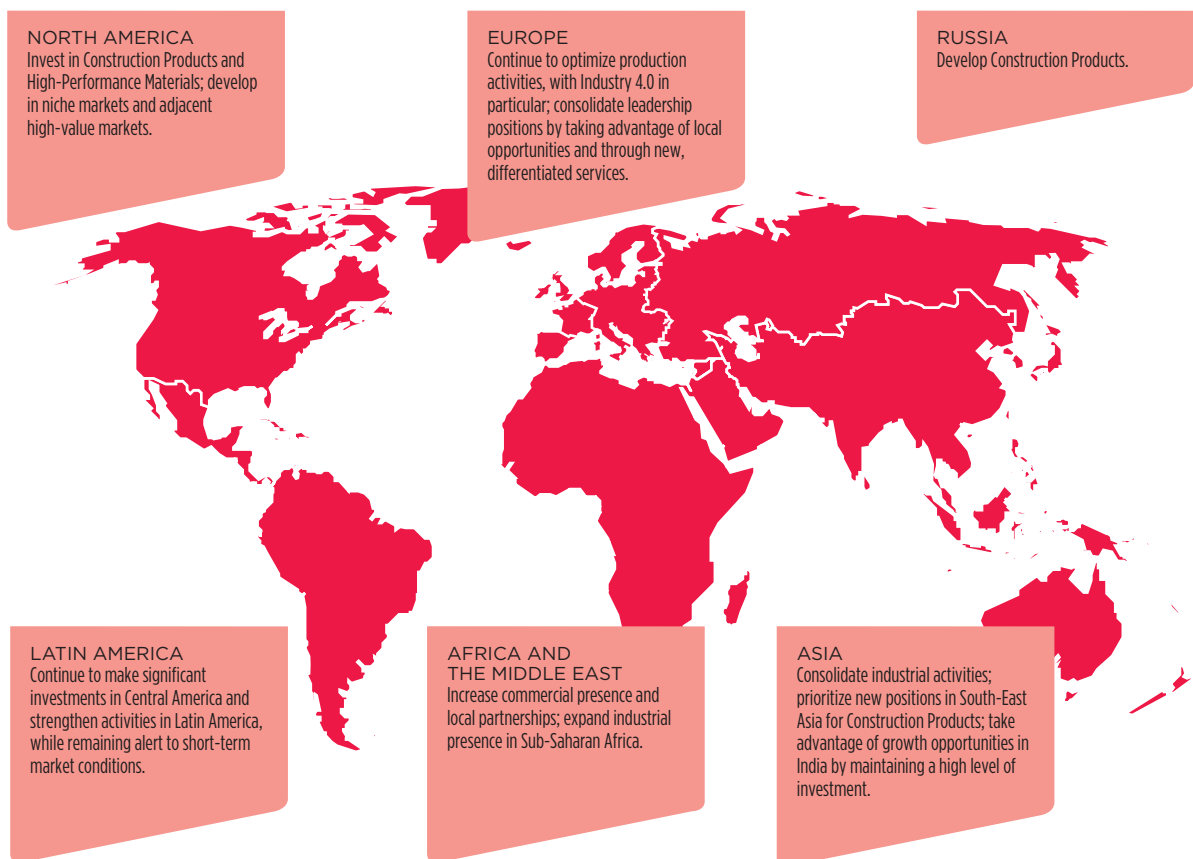 NORTH AMERICA
Invest in Construction Products and
High-Performance Materials; develop
in niche markets and adjacent
high-value markets.
EUROPE
Continue to optimize production
activities, with Industry 4.0 in
particular; consolidate leadership
positions by taking advantage of local
opportunities and through new,
differentiated services.
RUSSIA
Develop Construction Products.
LATIN AMERICA
Continue to make significant
investments in Central America and
strengthen activities in Latin America,
while remaining alert to short-term
market conditions.
AFRICA AND
THE MIDDLE EAST
Increase commercial presence and
local partnerships; expand industrial
presence in Sub-Saharan Africa.
ASIA
Consolidate industrial activities;
prioritize new positions in South-East
Asia for Construction Products; take
advantage of growth opportunities in
India by maintaining a high level of
investment.